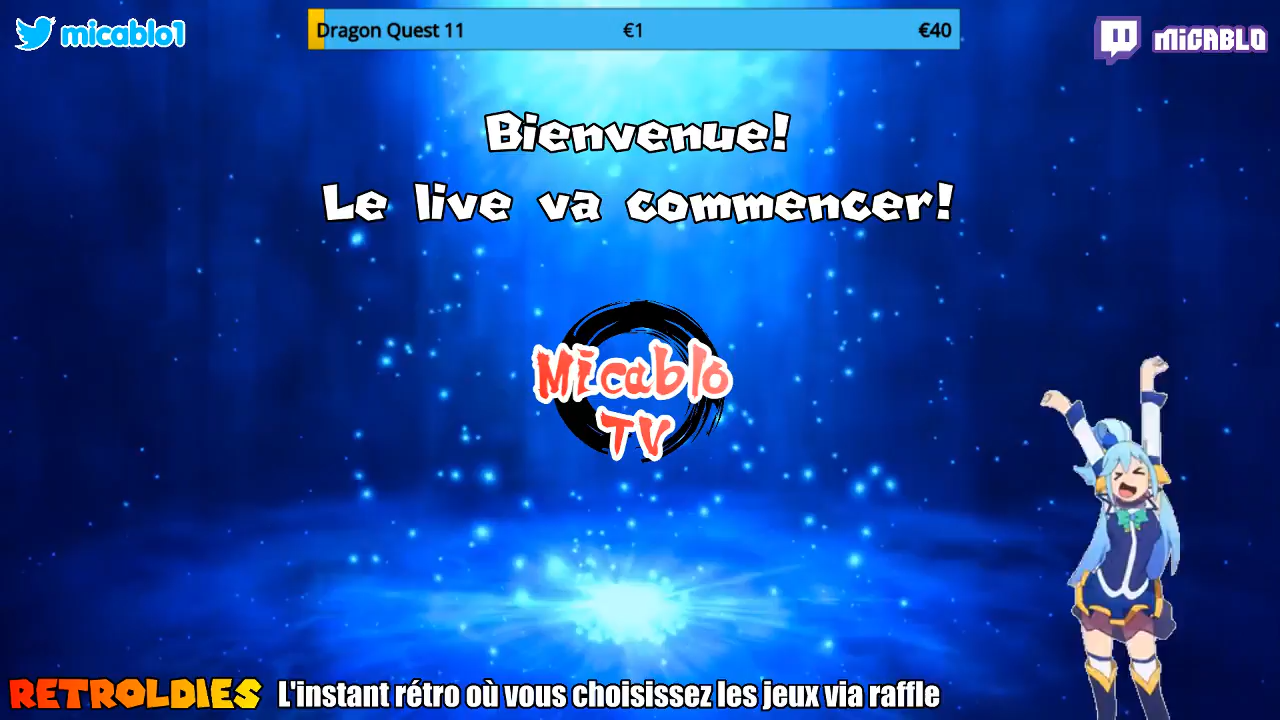 micablo1
Dragon Quest 11 €1 €40
MiCABLO
Bienvenue!
Le live va commencer!
Micablo
TV
RETROLDIES L'instant rétro où vous choisissez les jeux via raffle